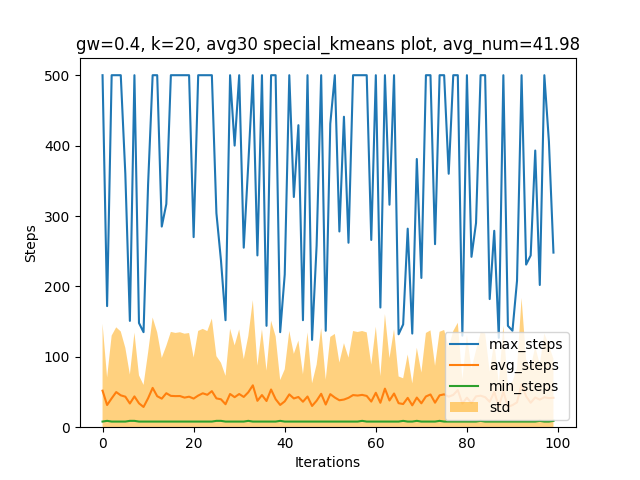 gw=0.4, k=20, avg30 special_kmeans plot, avg_num=41.98
500
400
300
200
100
0
Steps
max_steps
avg_steps
min_steps
std
0 20 40 60 80 100
Iterations